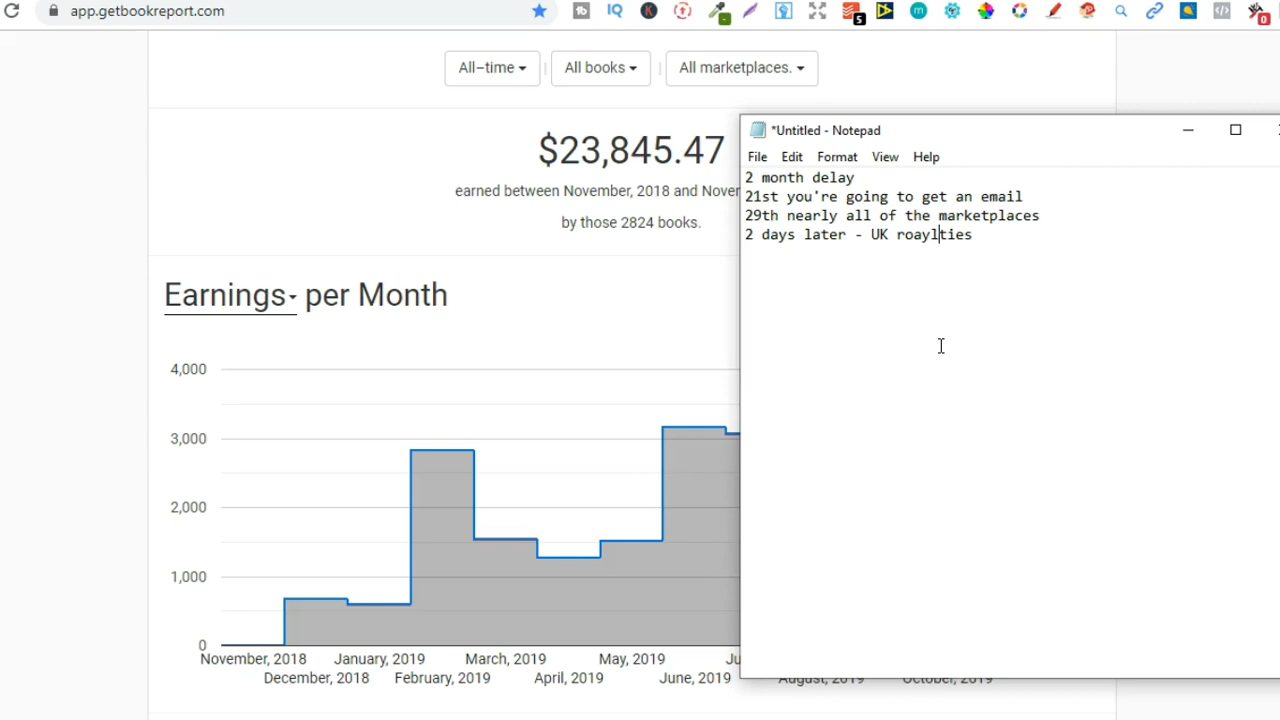 app.getbookreport.com
All-time
All books
All marketplaces.
$23,845.47
earned between November, 2018 and
by those 2824 books.
Earnings per Month
4,000
3,000
2,000
1,000
0
November, 2018
December, 2018
January, 2019
February, 2019
March, 2019
April, 2019
May, 2019
June, 2019
*Untitled - Notepad
File Edit Format View Help
2 month delay
21st you're going to get an email
29th nearly all of the marketplaces
2 days later - UK roaylties
5
0